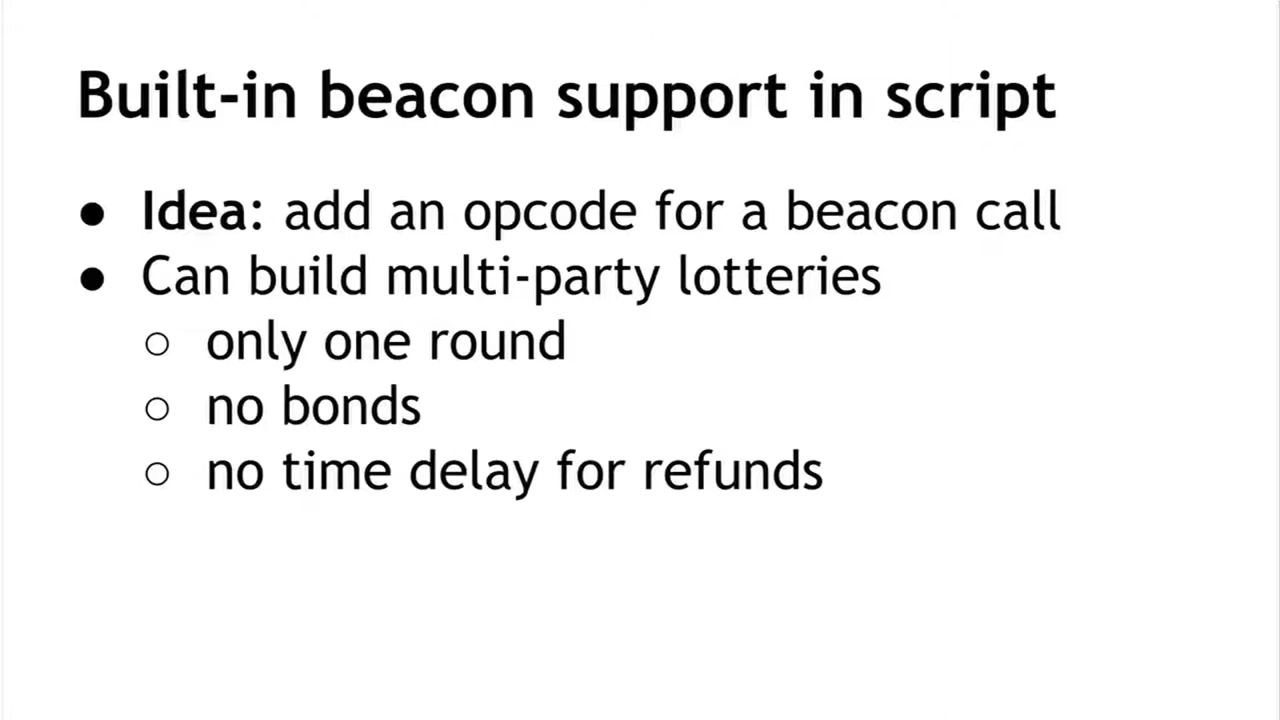 Built-in beacon support in script
● Idea: add an opcode for a beacon call
● Can build multi-party lotteries
○ only one round
○ no bonds
○ no time delay for refunds